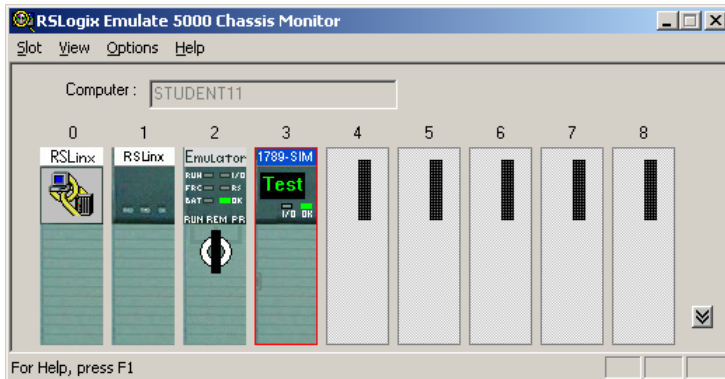 RSLogix Emulate 5000 Chassis Monitor
Slot View Options Help
Computer : STUDENT11
0 1 2 3 4 5 6 7 8
RSLinx RSLinx Emulator 1789-SIM
RUN I/O
FRC RS
BAT OK
RUN REM PR
Test
I/O OK
For Help, press F1